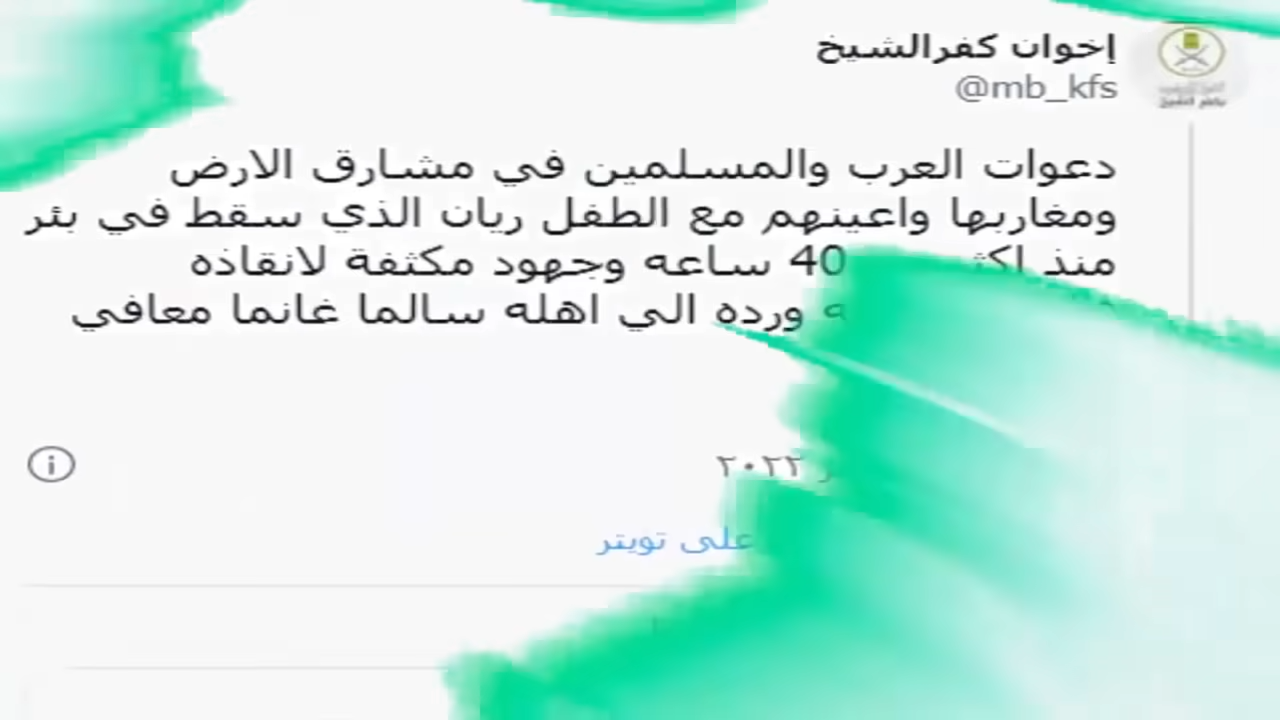 إخوان كفرالشيخ
@mb_kfs
دعوات العرب والمسلمين في مشارق الارض
ومغاربها واعينهم مع الطفل ريان الذي سقط في بئر
منذ اكثر 40 ساعه وجهود مكثفة لانقاذه
ورده الي اهله سالما غانما معافي
٢٠٢٢
على تويتر